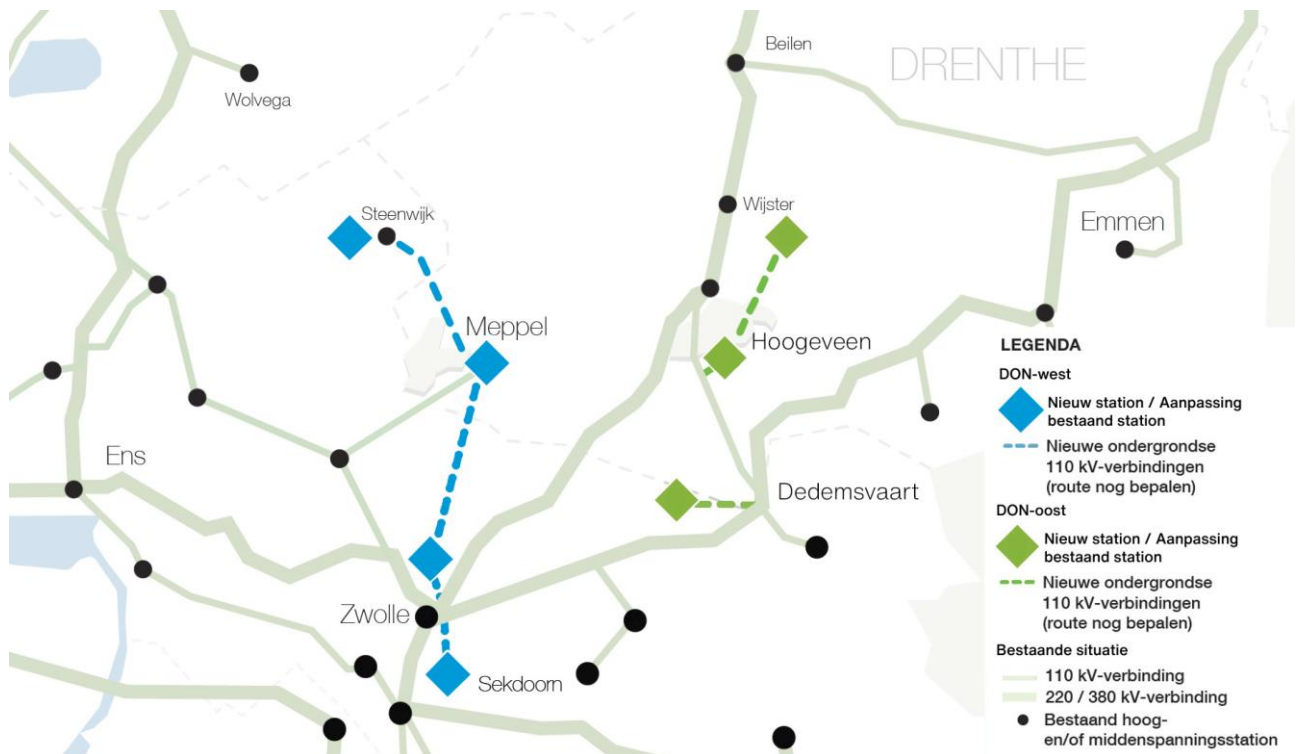 Beilen
DRENTHE
Wolvega
Steenwijk
Wijster
Emmen
Meppel
Hoogeveen
Ens
Dedemsvaart
Zwolle
Sekdoorn
LEGENDA
DON-west
Nieuw station / Aanpassing
bestaand station
Nieuwe ondergrondse
110 kV-verbindingen
(route nog bepalen)
DON-oost
Nieuw station / Aanpassing
bestaand station
Nieuwe ondergrondse
110 kV-verbindingen
(route nog bepalen)
Bestaande situatie
110 kV-verbinding
220 / 380 kV-verbinding
Bestaand hoog-
en/of middenspanningsstation